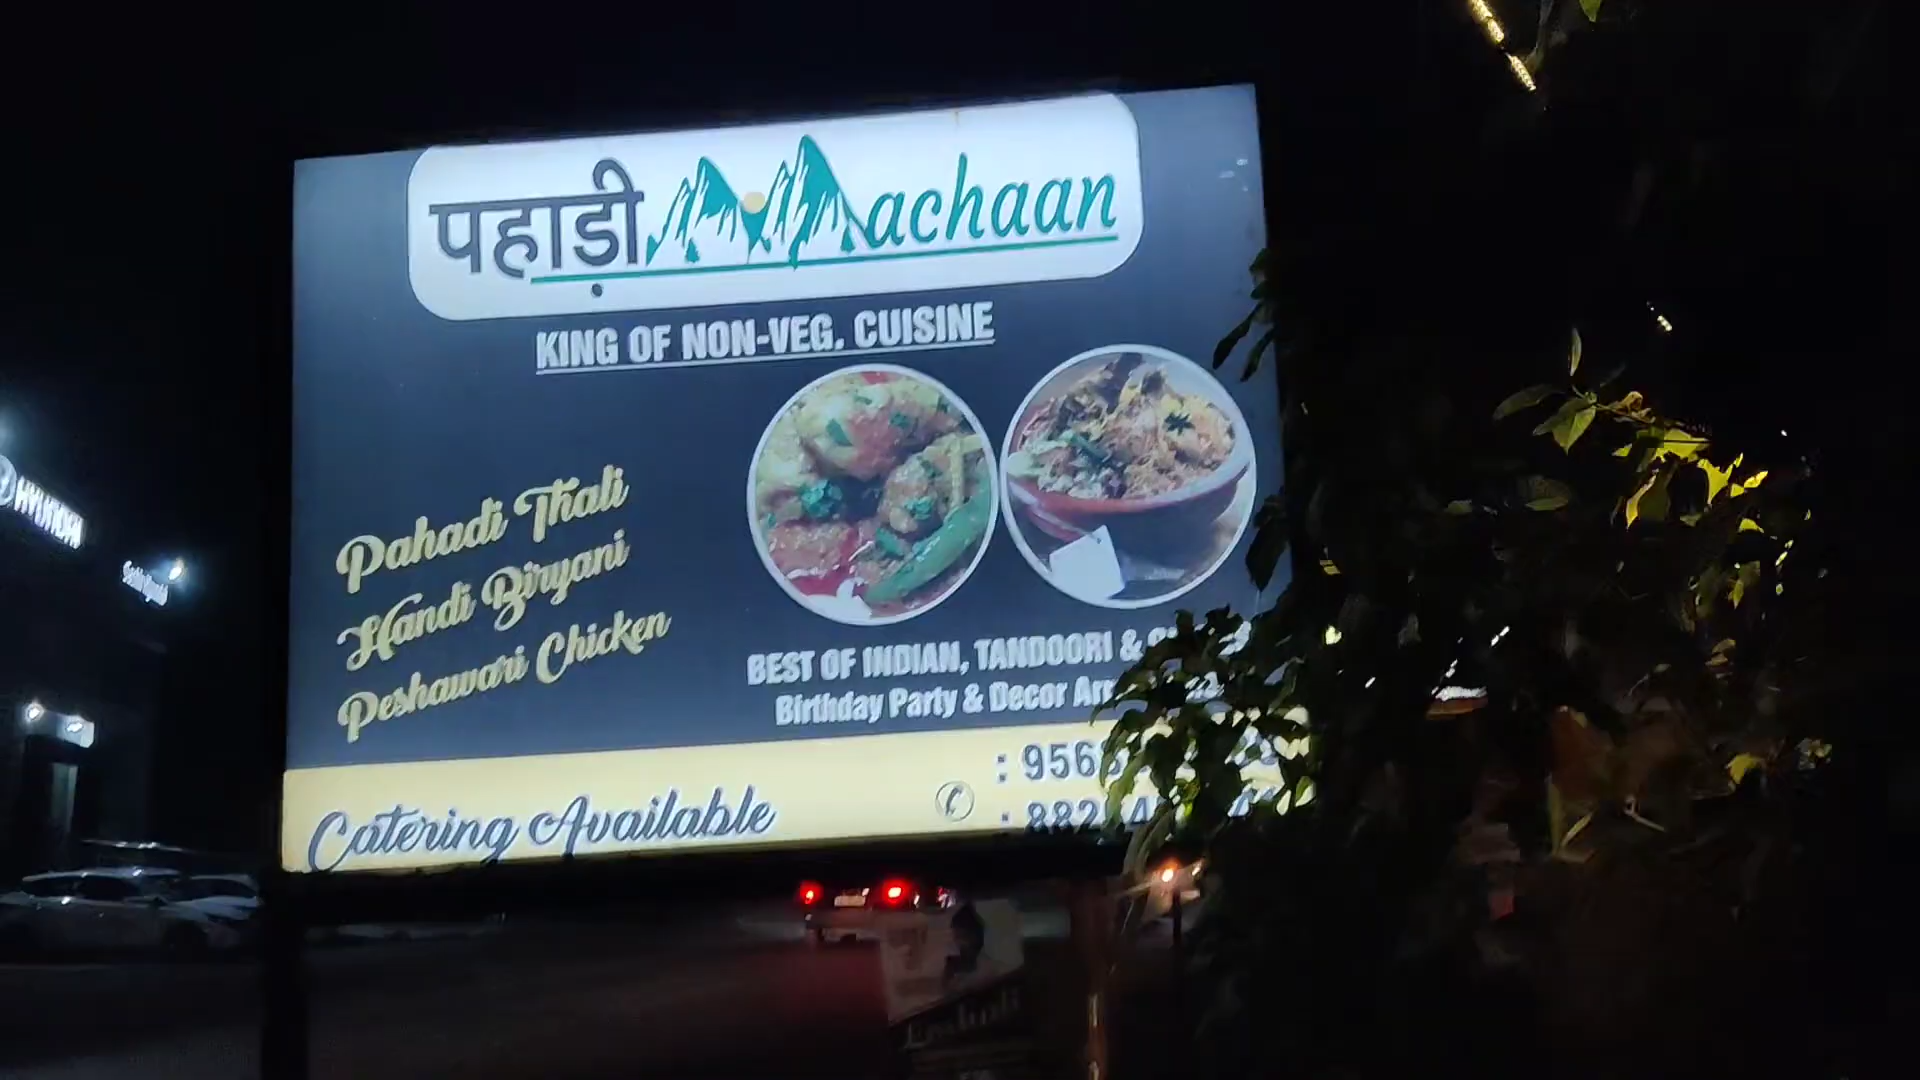 पहाड़ी Machaan
KING OF NON-VEG. CUISINE
Pahadi Thali
Handi Biryani
Peshawari Chicken
BEST OF INDIAN, TANDOORI &
Birthday Party & Decor
Catering Available
HYUNDAI